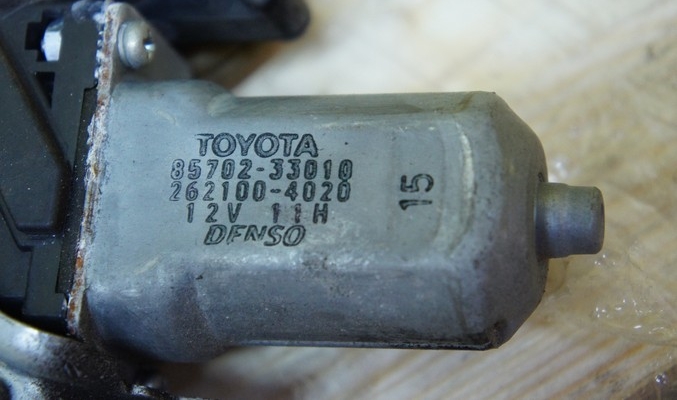 TOYOTA
85702-33010
262100-4020
12V 11H
DENSO
15